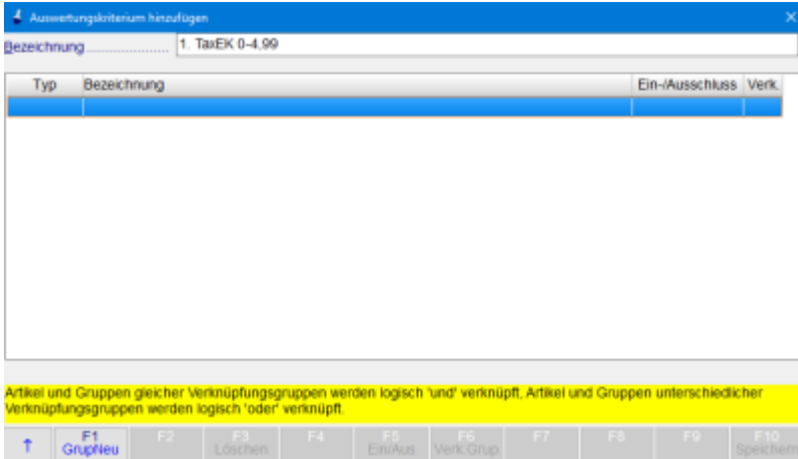 Auswertungskriterium hinzufügen
Bezeichnung.................... 1. TaxEK 0-4,99
Typ Bezeichnung Ein-/Ausschluss Verk.
Artikel und Gruppen gleicher Verknüpfungsgruppen werden logisch 'und' verknüpft, Artikel und Gruppen unterschiedlicher
Verknüpfungsgruppen werden logisch 'oder' verknüpft.
F1 F2 F3 F4 F5 F6 F7 F8 F9 F10
GrupNeu Löschen Ein/Aus Verk.Grup Speichern